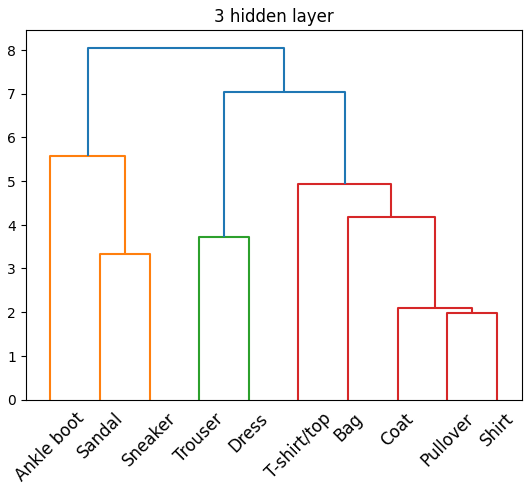 3 hidden layer
8
7
6
5
4
3
2
1
0
Ankle boot
Sandal
Sneaker
Trouser
Dress
T-shirt/top
Bag
Coat
Pullover
Shirt